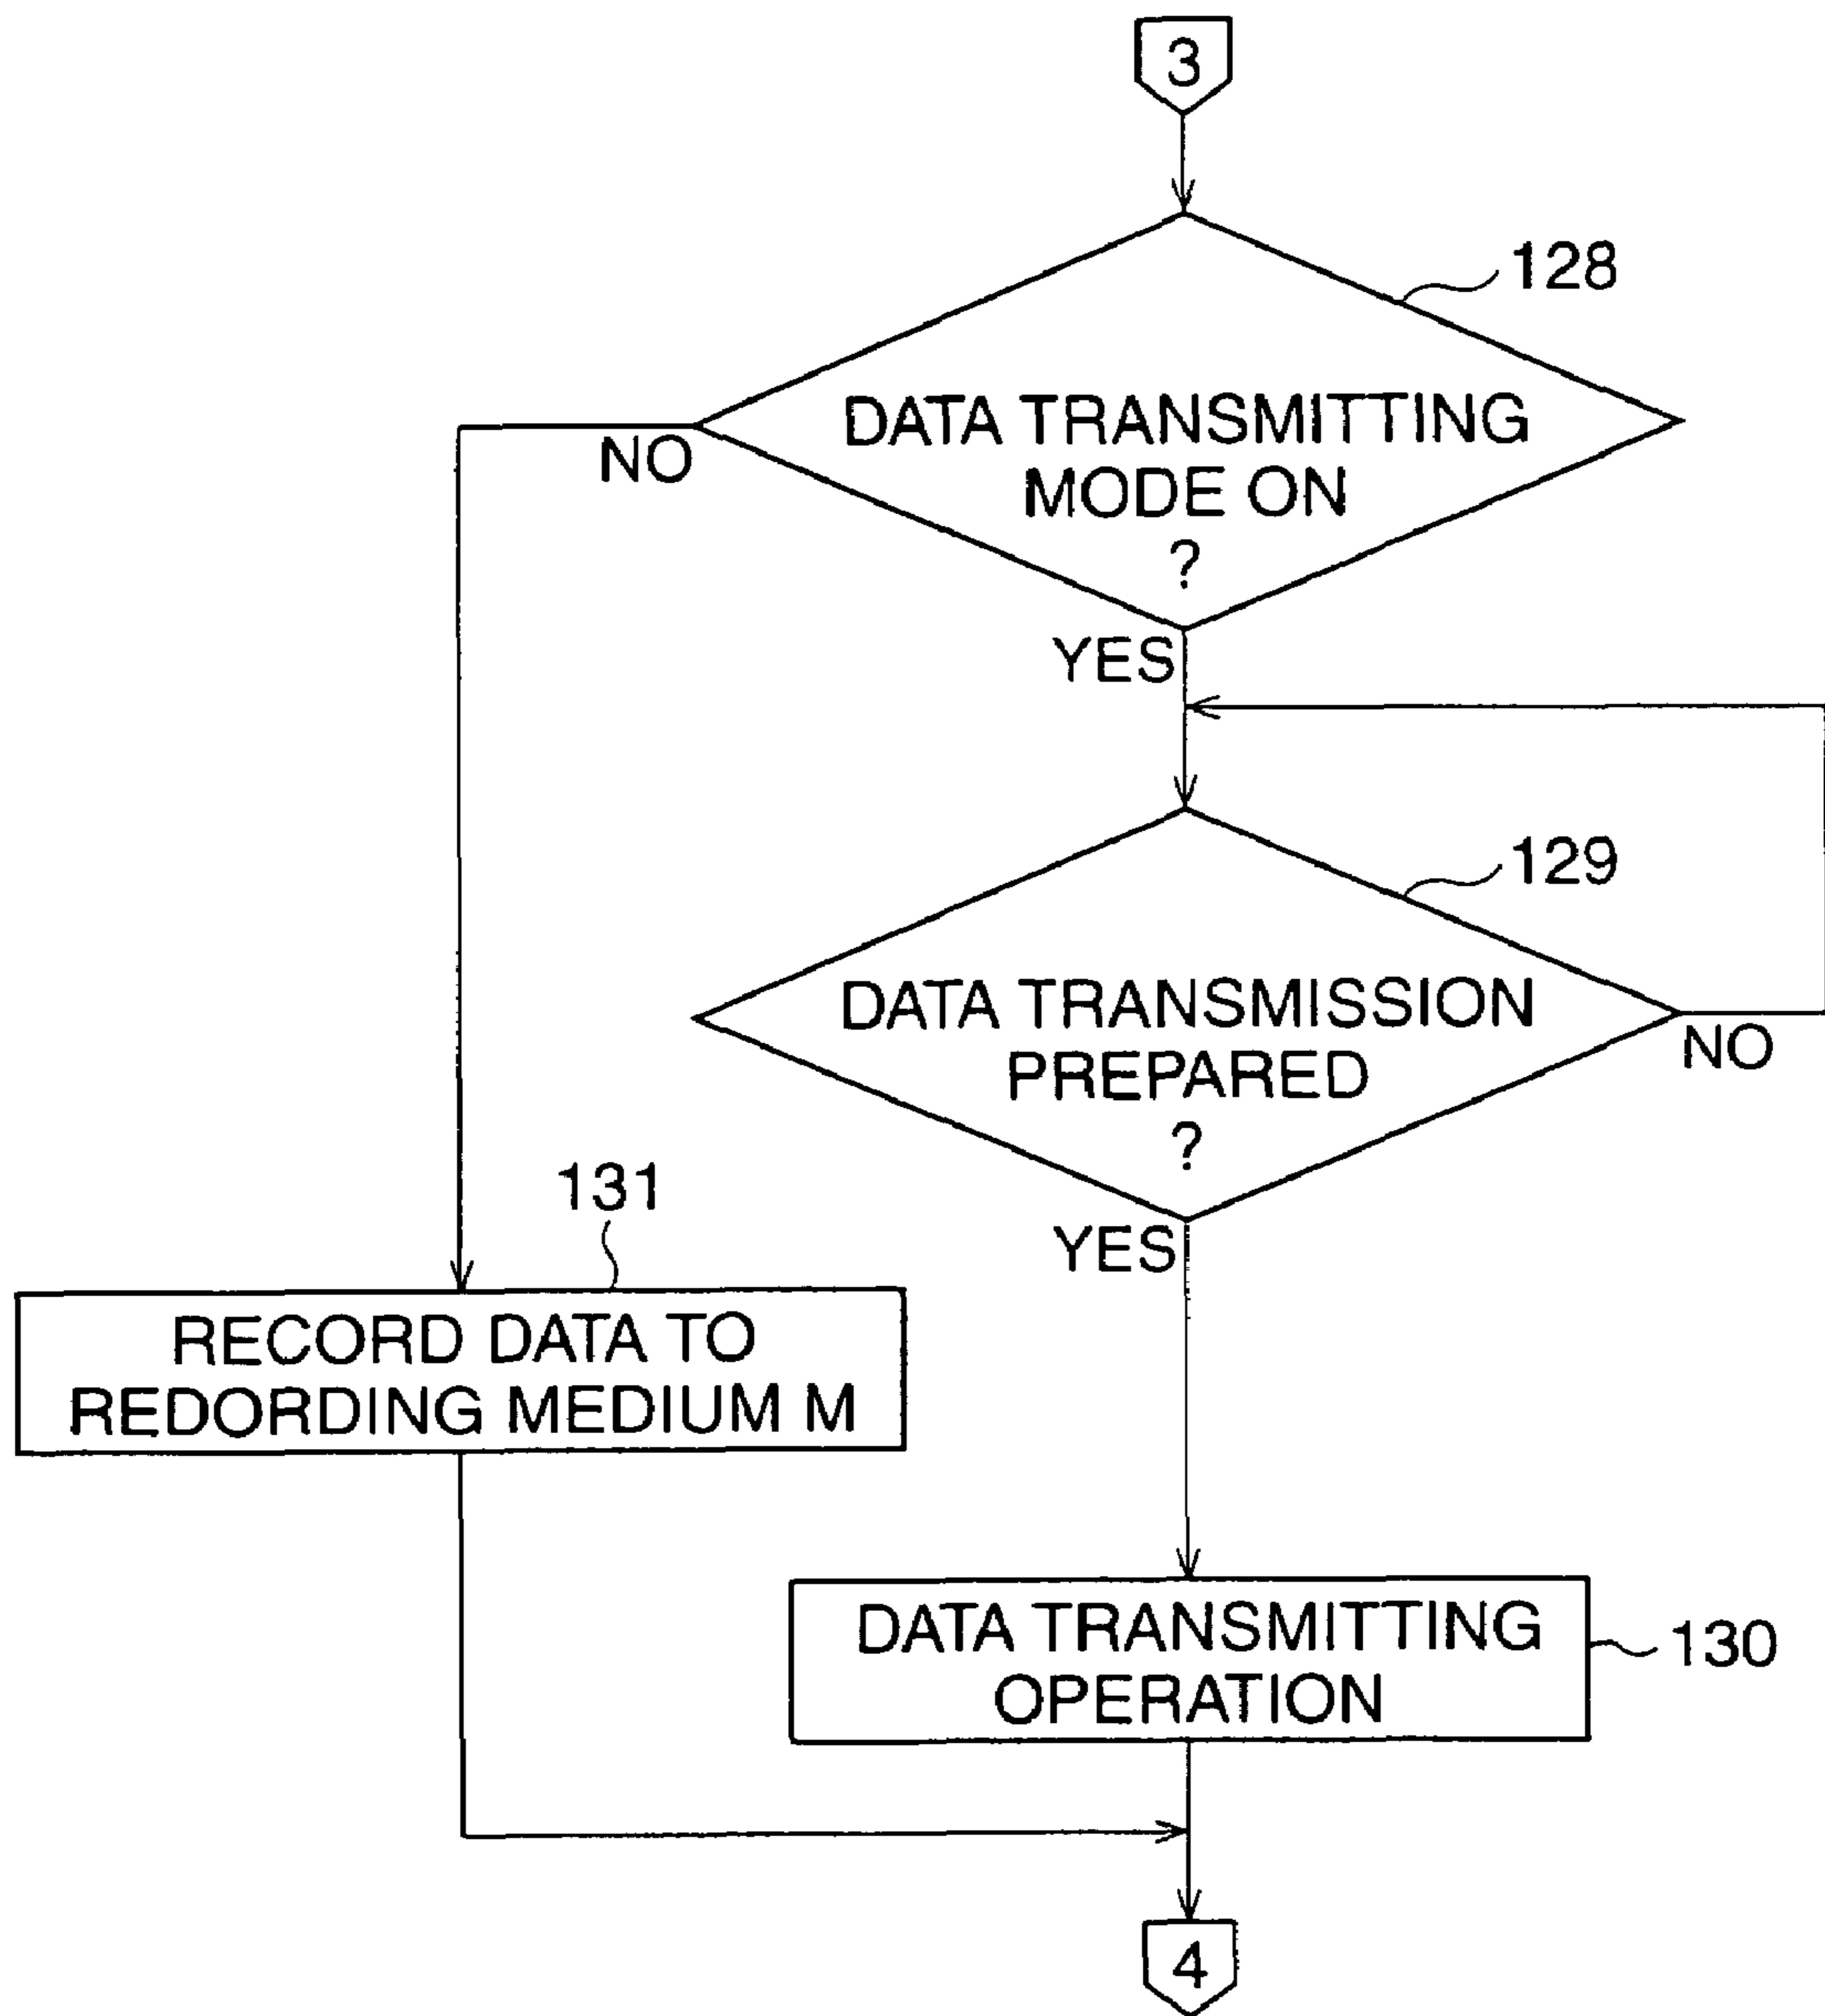 3
128
DATA TRANSMITTING
MODE ON
?
NO
YES
129
DATA TRANSMISSION
PREPARED
?
NO
YES
131
RECORD DATA TO
REDORDING MEDIUM M
DATA TRANSMITTING
OPERATION
130
4